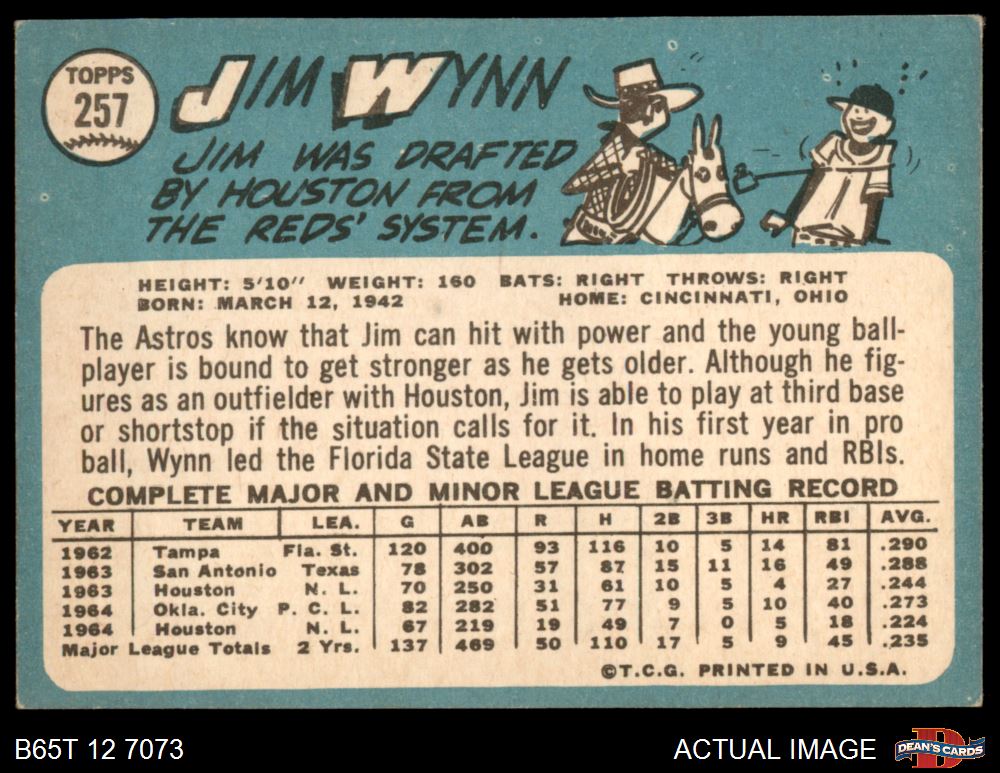 TOPPS
257
JIM WYNN
JIM WAS DRAFTED
BY HOUSTON FROM
THE REDS' SYSTEM.
HEIGHT: 5'10" WEIGHT: 160 BATS: RIGHT THROWS: RIGHT
BORN: MARCH 12, 1942 HOME: CINCINNATI, OHIO
The Astros know that Jim can hit with power and the young ball-
player is bound to get stronger as he gets older. Although he fig-
ures as an outfielder with Houston, Jim is able to play at third base
or shortstop if the situation calls for it. In his first year in pro
ball, Wynn led the Florida State League in home runs and RBIs.
COMPLETE MAJOR AND MINOR LEAGUE BATTING RECORD
YEAR TEAM LEA. G AB R H 2B 3B HR RBI AVG.
1962 Tampa Fla. St. 120 400 93 116 10 5 14 81 .290
1963 San Antonio Texas 78 302 57 87 15 11 16 49 .288
1963 Houston N. L. 70 250 31 61 10 5 4 27 .244
1964 Okla. City P. C. L. 82 282 51 77 9 5 10 40 .273
1964 Houston N. L. 67 219 19 49 7 0 5 18 .224
Major League Totals 2 Yrs. 137 469 50 110 17 5 9 45 .235
©T.C.G. PRINTED IN U.S.A.
B65T 12 7073 ACTUAL IMAGE DEAN'S CARDS